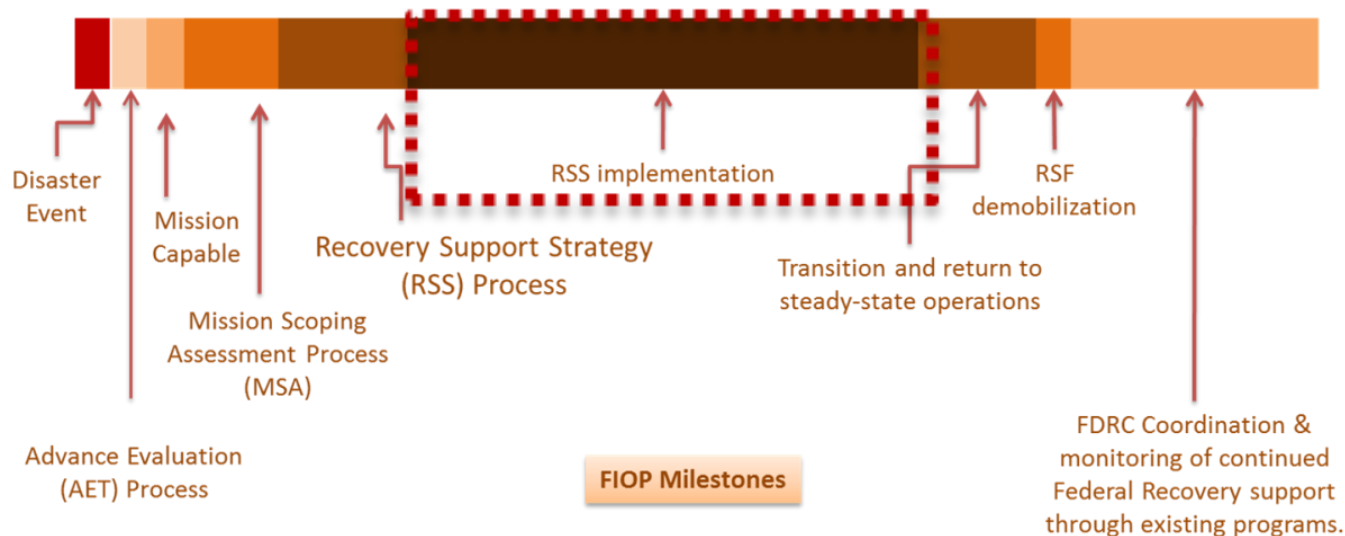 Disaster
Event
Mission
Capable
RSS implementation
RSF
demobilization
Recovery Support Strategy
(RSS) Process
Transition and return to
steady-state operations
Mission Scoping
Assessment Process
(MSA)
Advance Evaluation
(AET) Process
FIOP Milestones
FDRC Coordination &
monitoring of continued
Federal Recovery support
through existing programs.